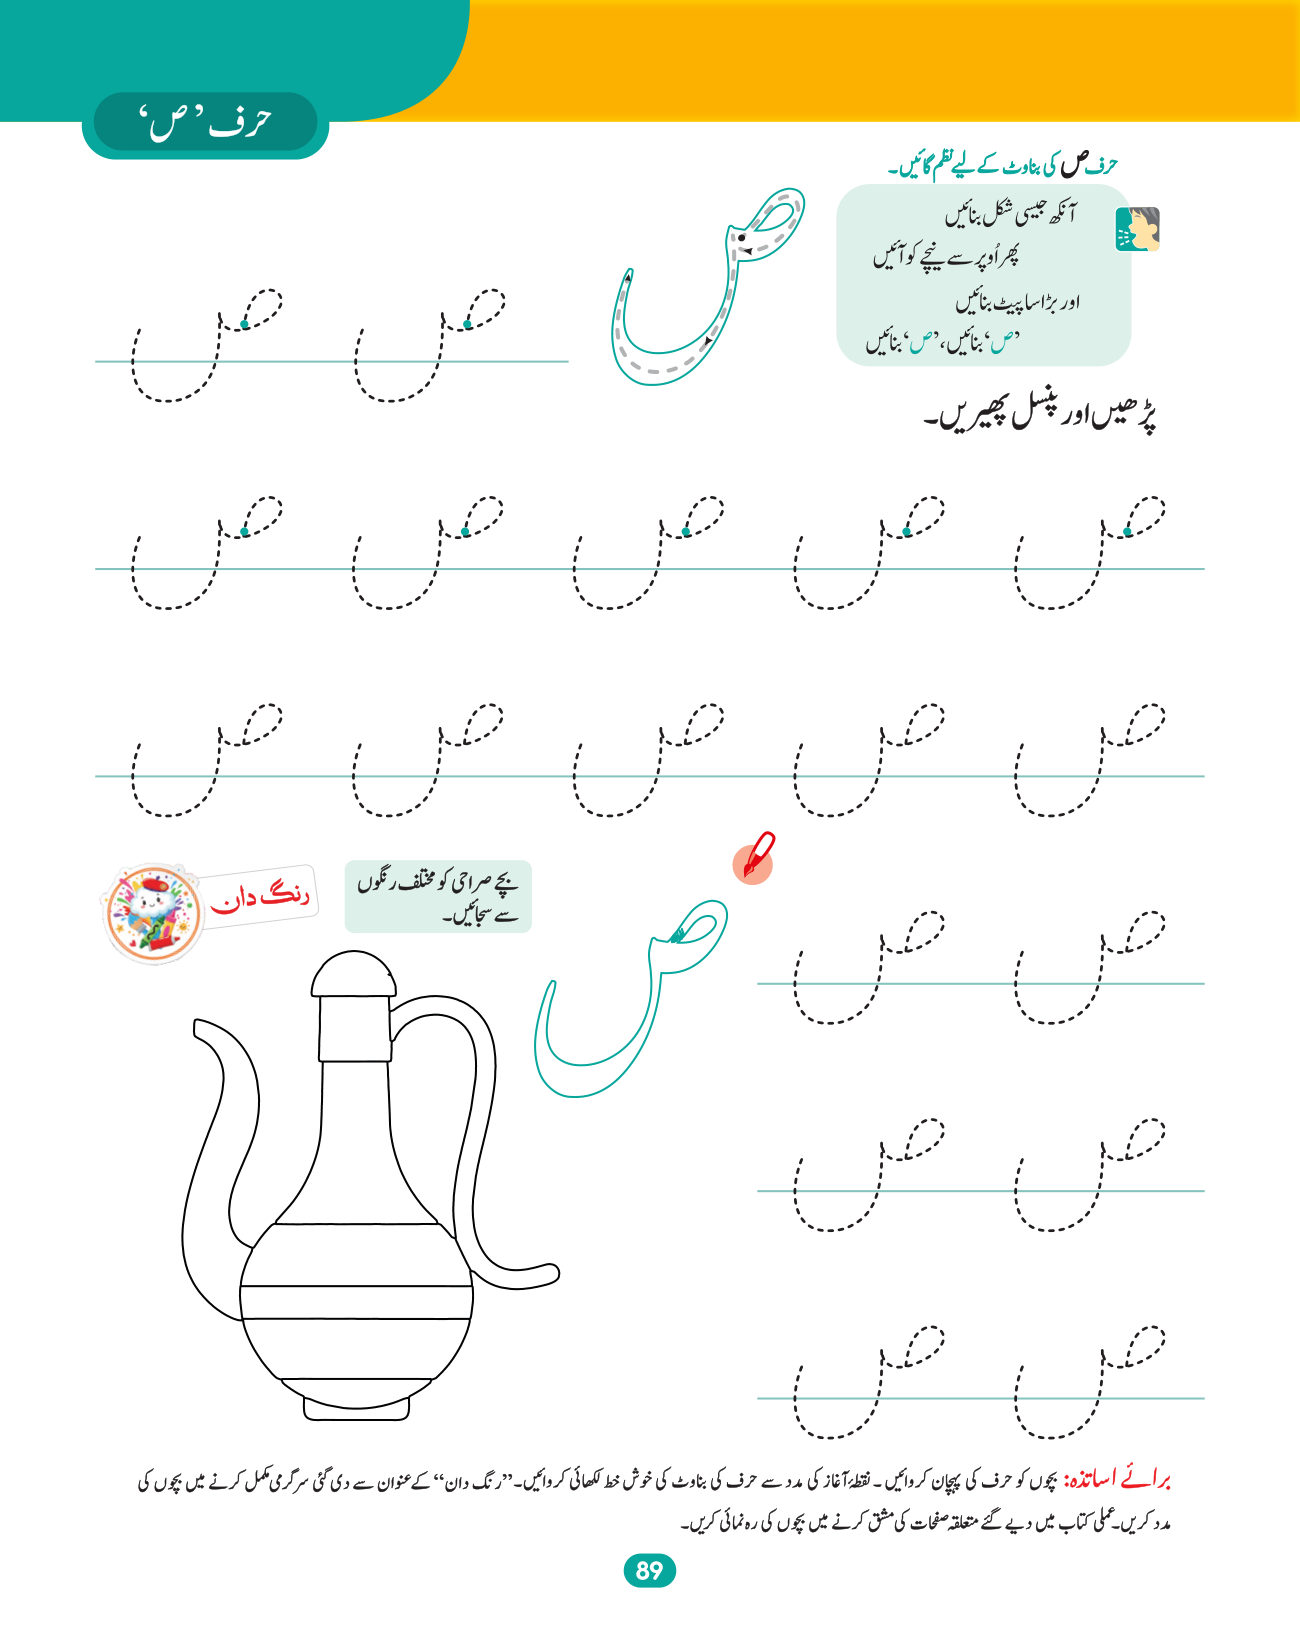 حرف ’ص‘
حرف ص کی بناوٹ کے لیے نظم گائیں۔
آنکھ جیسی شکل بنائیں
پھر اُوپر سے نیچے کو آئیں
اور بڑا سا پیٹ بنائیں
’ص‘ بنائیں، ’ص‘ بنائیں
پڑھیں اور پنسل پھیریں۔
بچے صراحی کو مختلف رنگوں
سے سجائیں۔
رنگ دان
برائے اساتذہ: بچوں کو حرف کی پہچان کروائیں۔ نقطۂ آغاز کی مدد سے حرف کی بناوٹ کی خوش خط لکھائی کروائیں۔ ”رنگ دان“ کے عنوان سے دی گئی سرگرمی مکمل کرنے میں بچوں کی
مدد کریں۔ عملی کتاب میں دیے گئے متعلقہ صفحات کی مشق کرنے میں بچوں کی رہ نمائی کریں۔
89